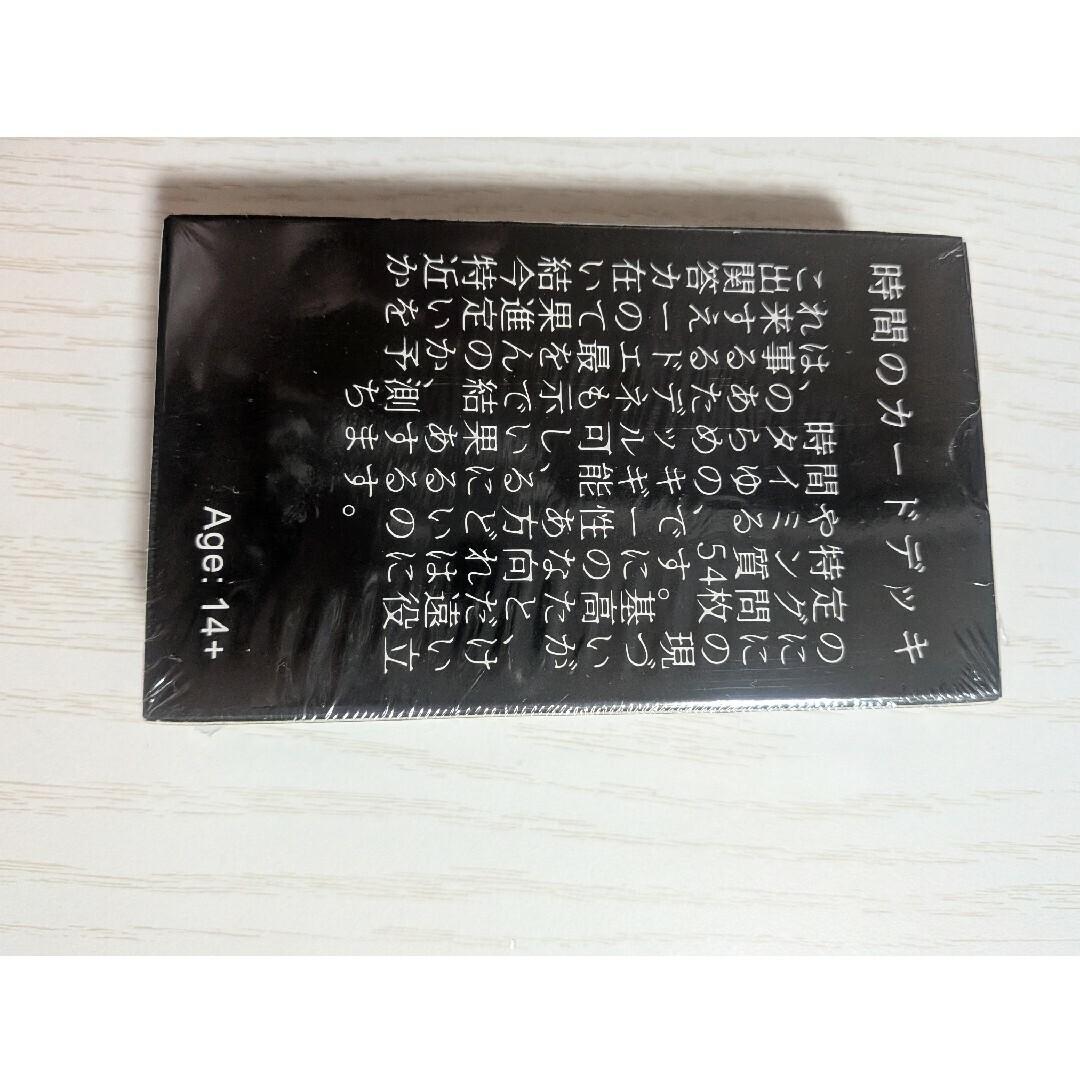 時間のカードデッキ
これは、時間や特定の
出来事のタイミングに
関するあらゆる質問に
答えるための、54枚の
カードデッキです。現
在のエネルギーに基づ
いて最も可能性の高い
結果を示し、あなたが
今進んでいる方向と、
特定の結果にどれだけ
近いかあるいは遠い
かを予測するのに役立
ちます。
Age: 14+